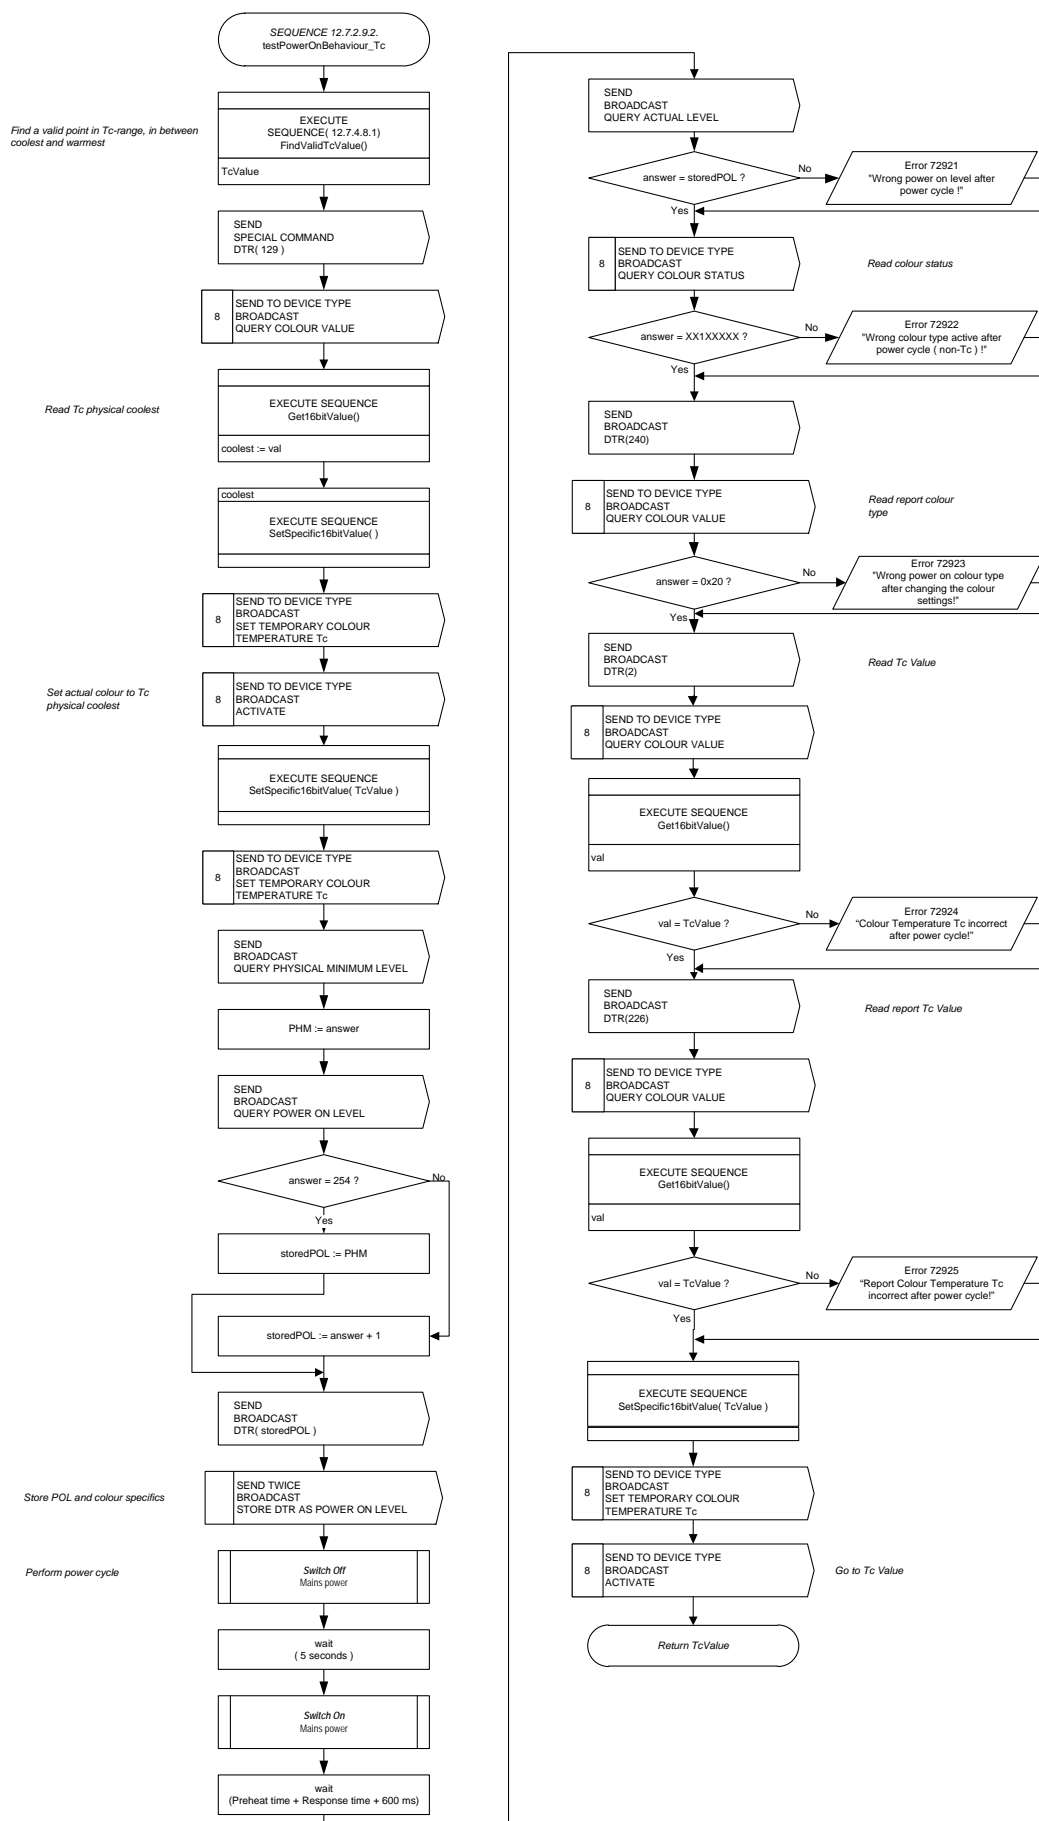 SEQUENCE 12.7.2.9.2.
testPowerOnBehaviour_Tc
Find a valid point in Tc-range, in between
coolest and warmest
EXECUTE
SEQUENCE( 12.7.4.8.1)
FindValidTcValue()
TcValue
SEND
SPECIAL COMMAND
DTR( 129 )
8
SEND TO DEVICE TYPE
BROADCAST
QUERY COLOUR VALUE
Read Tc physical coolest
EXECUTE SEQUENCE
Get16bitValue()
coolest := val
coolest
EXECUTE SEQUENCE
SetSpecific16bitValue( )
8
SEND TO DEVICE TYPE
BROADCAST
SET TEMPORARY COLOUR
TEMPERATURE Tc
Set actual colour to Tc
physical coolest
8
SEND TO DEVICE TYPE
BROADCAST
ACTIVATE
EXECUTE SEQUENCE
SetSpecific16bitValue( TcValue )
8
SEND TO DEVICE TYPE
BROADCAST
SET TEMPORARY COLOUR
TEMPERATURE Tc
SEND
BROADCAST
QUERY PHYSICAL MINIMUM LEVEL
PHM := answer
SEND
BROADCAST
QUERY POWER ON LEVEL
answer = 254 ?
No
Yes
storedPOL := PHM
storedPOL := answer + 1
SEND
BROADCAST
DTR( storedPOL )
Store POL and colour specifics
SEND TWICE
BROADCAST
STORE DTR AS POWER ON LEVEL
Perform power cycle
Switch Off
Mains power
wait
( 5 seconds )
Switch On
Mains power
wait
(Preheat time + Response time + 600 ms)
SEND
BROADCAST
QUERY ACTUAL LEVEL
answer = storedPOL ?
No
Error 72921
"Wrong power on level after
power cycle !"
Yes
8
SEND TO DEVICE TYPE
BROADCAST
QUERY COLOUR STATUS
Read colour status
answer = XX1XXXXX ?
No
Error 72922
"Wrong colour type active after
power cycle ( non-Tc ) !"
Yes
SEND
BROADCAST
DTR(240)
8
SEND TO DEVICE TYPE
BROADCAST
QUERY COLOUR VALUE
Read report colour
type
answer = 0x20 ?
No
Error 72923
"Wrong power on colour type
after changing the colour
settings!"
Yes
SEND
BROADCAST
DTR(2)
Read Tc Value
8
SEND TO DEVICE TYPE
BROADCAST
QUERY COLOUR VALUE
EXECUTE SEQUENCE
Get16bitValue()
val
val = TcValue ?
No
Error 72924
“Colour Temperature Tc incorrect
after power cycle!”
Yes
SEND
BROADCAST
DTR(226)
Read report Tc Value
8
SEND TO DEVICE TYPE
BROADCAST
QUERY COLOUR VALUE
EXECUTE SEQUENCE
Get16bitValue()
val
val = TcValue ?
No
Error 72925
“Report Colour Temperature Tc
incorrect after power cycle!”
Yes
EXECUTE SEQUENCE
SetSpecific16bitValue( TcValue )
8
SEND TO DEVICE TYPE
BROADCAST
SET TEMPORARY COLOUR
TEMPERATURE Tc
8
SEND TO DEVICE TYPE
BROADCAST
ACTIVATE
Go to Tc Value
Return TcValue